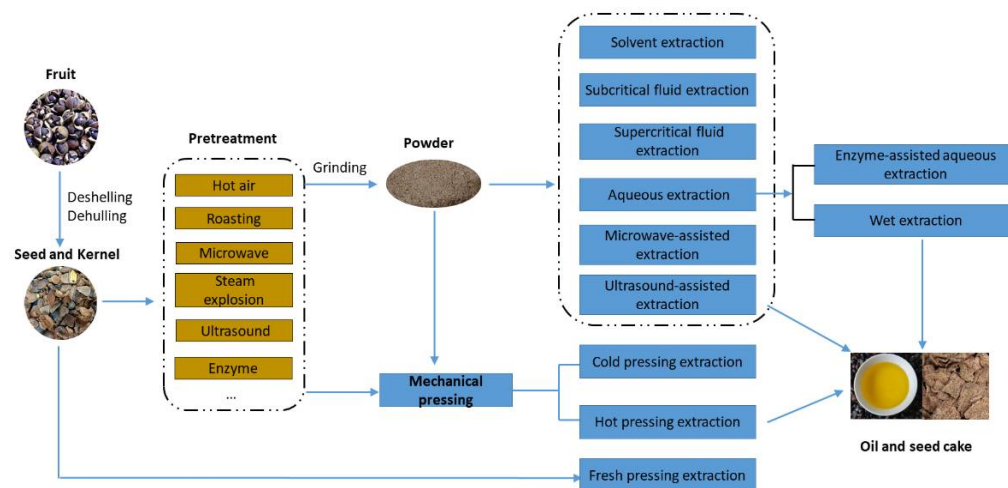 Fruit
Deshelling
Dehulling
Seed and Kernel
Pretreatment
Hot air
Roasting
Microwave
Steam
explosion
Ultrasound
Enzyme
...
Grinding
Powder
Mechanical
pressing
Solvent extraction
Subcritical fluid extraction
Supercritical fluid
extraction
Aqueous extraction
Microwave-assisted
extraction
Ultrasound-assisted
extraction
Cold pressing extraction
Hot pressing extraction
Fresh pressing extraction
Enzyme-assisted aqueous
extraction
Wet extraction
Oil and seed cake